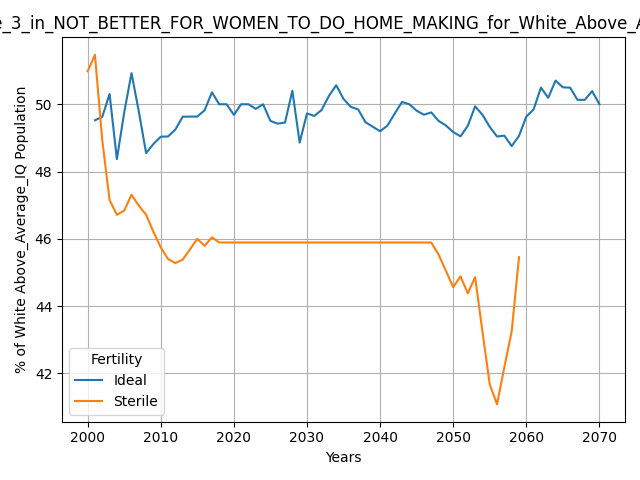 e_3_in_NOT_BETTER_FOR_WOMEN_TO_DO_HOME_MAKING_for_White_Above_A
% of White Above_Average_IQ Population
50
48
46
44
42
Fertility
Ideal
Sterile
2000 2010 2020 2030 2040 2050 2060 2070
Years